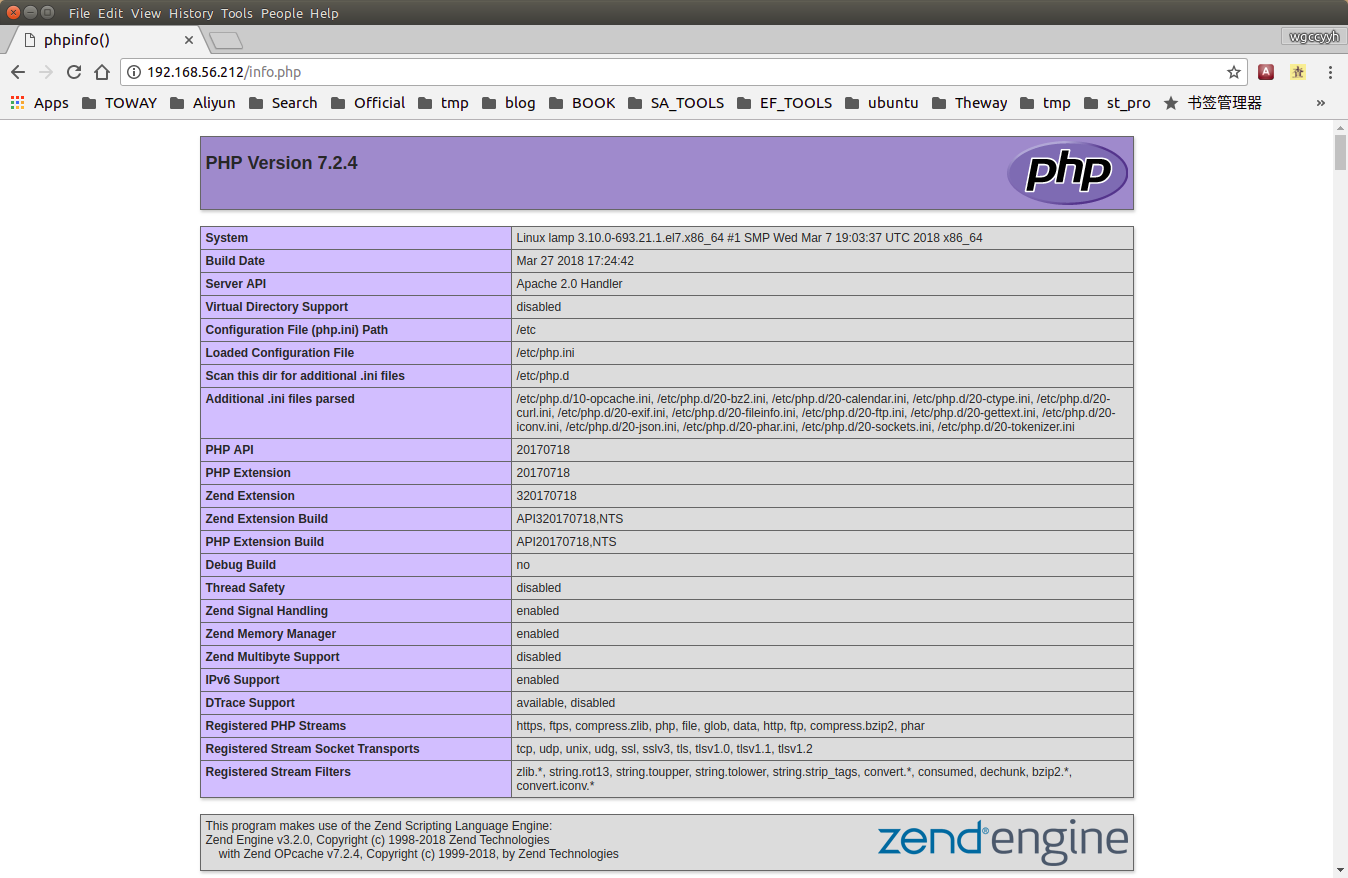 File Edit View History Tools People Help
phpinfo()
wgccyyh
192.168.56.212/info.php
A
Apps TOWAY Aliyun Search Official tmp blog BOOK SA_TOOLS EF_TOOLS ubuntu Theway tmp st_pro 书签管理器 »
PHP Version 7.2.4
php
System Linux lamp 3.10.0-693.21.1.el7.x86_64 #1 SMP Wed Mar 7 19:03:37 UTC 2018 x86_64
Build Date Mar 27 2018 17:24:42
Server API Apache 2.0 Handler
Virtual Directory Support disabled
Configuration File (php.ini) Path /etc
Loaded Configuration File /etc/php.ini
Scan this dir for additional .ini files /etc/php.d
Additional .ini files parsed /etc/php.d/10-opcache.ini, /etc/php.d/20-bz2.ini, /etc/php.d/20-calendar.ini, /etc/php.d/20-ctype.ini, /etc/php.d/20-
curl.ini, /etc/php.d/20-exif.ini, /etc/php.d/20-fileinfo.ini, /etc/php.d/20-ftp.ini, /etc/php.d/20-gettext.ini, /etc/php.d/20-
iconv.ini, /etc/php.d/20-json.ini, /etc/php.d/20-phar.ini, /etc/php.d/20-sockets.ini, /etc/php.d/20-tokenizer.ini
PHP API 20170718
PHP Extension 20170718
Zend Extension 320170718
Zend Extension Build API320170718,NTS
PHP Extension Build API20170718,NTS
Debug Build no
Thread Safety disabled
Zend Signal Handling enabled
Zend Memory Manager enabled
Zend Multibyte Support disabled
IPv6 Support enabled
DTrace Support available, disabled
Registered PHP Streams https, ftps, compress.zlib, php, file, glob, data, http, ftp, compress.bzip2, phar
Registered Stream Socket Transports tcp, udp, unix, udg, ssl, sslv3, tls, tlsv1.0, tlsv1.1, tlsv1.2
Registered Stream Filters zlib.*, string.rot13, string.toupper, string.tolower, string.strip_tags, convert.*, consumed, dechunk, bzip2.*,
convert.iconv.*
This program makes use of the Zend Scripting Language Engine:
Zend Engine v3.2.0, Copyright (c) 1998-2018 Zend Technologies
with Zend OPcache v7.2.4, Copyright (c) 1999-2018, by Zend Technologies
zend® engine